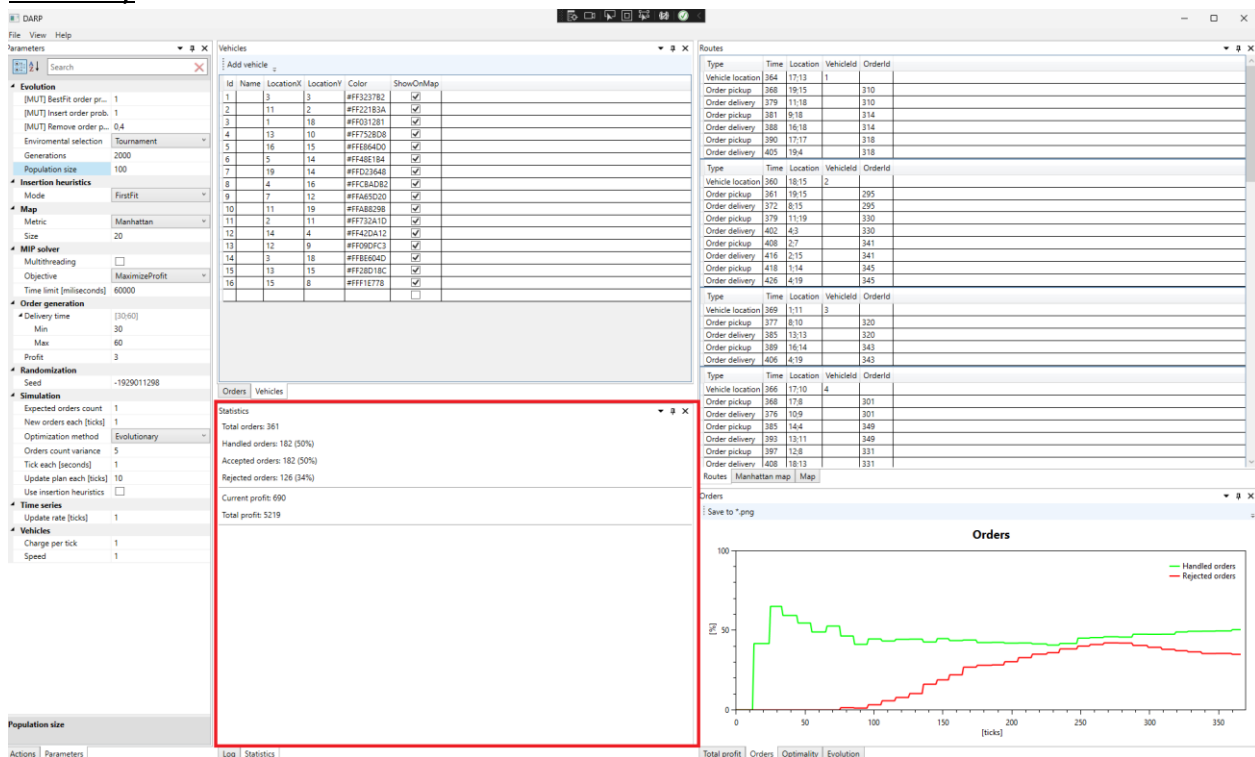 DARP
File View Help
Parameters
Search
Evolution
[MUT] BestFit order pr... 1
[MUT] Insert order prob. 1
[MUT] Remove order p... 0,4
Enviromental selection Tournament
Generations 2000
Population size 100
Insertion heuristics
Mode FirstFit
Map
Metric Manhattan
Size 20
MIP solver
Multithreading
Objective MaximizeProfit
Time limit [miliseconds] 60000
Order generation
Delivery time [30;60]
Min 30
Max 60
Profit 3
Randomization
Seed -1929011298
Simulation
Expected orders count 1
New orders each [ticks] 1
Optimization method Evolutionary
Orders count variance 5
Tick each [seconds] 1
Update plan each [ticks] 10
Use insertion heuristics
Time series
Update rate [ticks] 1
Vehicles
Charge per tick 1
Speed 1
Population size
Actions Parameters
Vehicles
Add vehicle
Id Name LocationX LocationY Color ShowOnMap
1 3 3 #FF3237B2
2 11 2 #FF221B3A
3 1 18 #FF031281
4 13 10 #FF752BD8
5 16 15 #FFE864D0
6 5 14 #FF48E1B4
7 19 14 #FFD23648
8 4 16 #FFCBADB2
9 7 12 #FFA65D20
10 11 19 #FFAB829B
11 2 11 #FF732A1D
12 14 4 #FF42DA12
13 12 9 #FF09DFC3
14 3 18 #FFBE604D
15 13 15 #FF28D18C
16 15 8 #FFF1E778
Orders Vehicles
Statistics
Total orders: 361
Handled orders: 182 (50%)
Accepted orders: 182 (50%)
Rejected orders: 126 (34%)
Current profit: 690
Total profit: 5219
Log Statistics
Routes
Type Time Location VehicleId OrderId
Vehicle location 364 17;13 1
Order pickup 368 19;15 310
Order delivery 379 11;18 310
Order pickup 381 9;18 314
Order delivery 388 16;18 314
Order pickup 390 17;17 318
Order delivery 405 19;4 318
Type Time Location VehicleId OrderId
Vehicle location 360 18;15 2
Order pickup 361 19;15 295
Order delivery 372 8;15 295
Order pickup 379 11;19 330
Order delivery 402 4;3 330
Order pickup 408 2;7 341
Order delivery 416 2;15 341
Order pickup 418 1;14 345
Order delivery 426 4;19 345
Type Time Location VehicleId OrderId
Vehicle location 369 1;11 3
Order pickup 377 8;10 320
Order delivery 385 13;13 320
Order pickup 389 16;14 343
Order delivery 406 4;19 343
Type Time Location VehicleId OrderId
Vehicle location 366 17;10 4
Order pickup 368 17;8 301
Order delivery 376 10;9 301
Order pickup 385 14;4 349
Order delivery 393 13;11 349
Order pickup 397 12;8 331
Order delivery 408 18;13 331
Routes Manhattan map Map
Orders
Save to *.png
Orders
Handled orders
Rejected orders
100
50
0
[%]
0 50 100 150 200 250 300 350
[ticks]
Total profit Orders Optimality Evolution